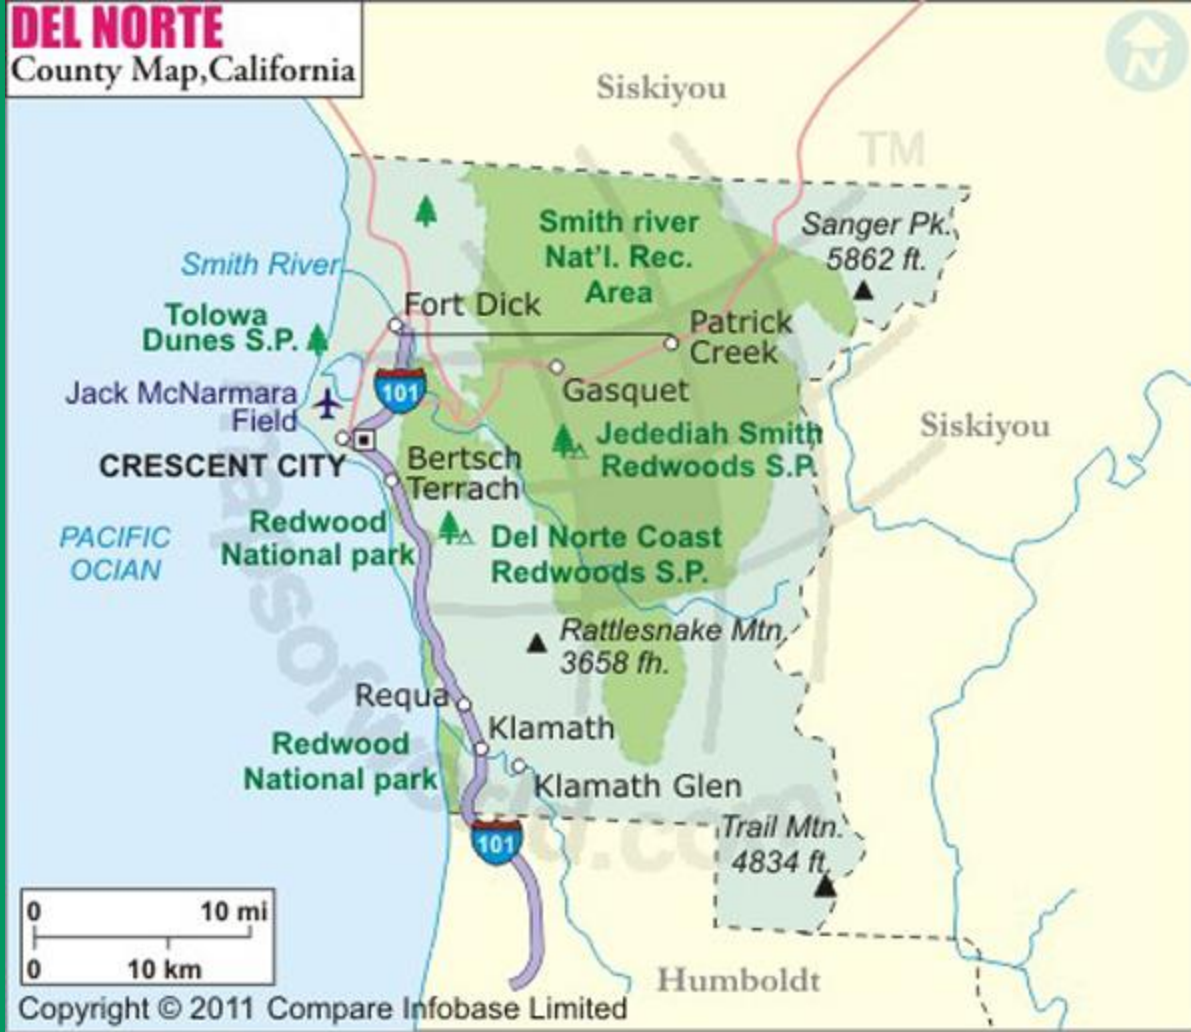 DEL NORTE
County Map,California
N
Siskiyou
TM
Sanger Pk.
5862 ft.
Smith river
Nat'l. Rec.
Area
Smith River
Fort Dick
Tolowa
Dunes S.P.
Patrick
Creek
Jack McNarmara
Field
101
Gasquet
Siskiyou
Jedediah Smith
Redwoods S.P.
CRESCENT CITY
Bertsch
Terrach
Redwood
National park
PACIFIC
OCIAN
Del Norte Coast
Redwoods S.P.
Rattlesnake Mtn.
3658 fh.
Requa
Klamath
Redwood
National park
Klamath Glen
Trail Mtn.
4834 ft.
101
mapsofworld.com
0 10 mi
0 10 km
Humboldt
Copyright © 2011 Compare Infobase Limited